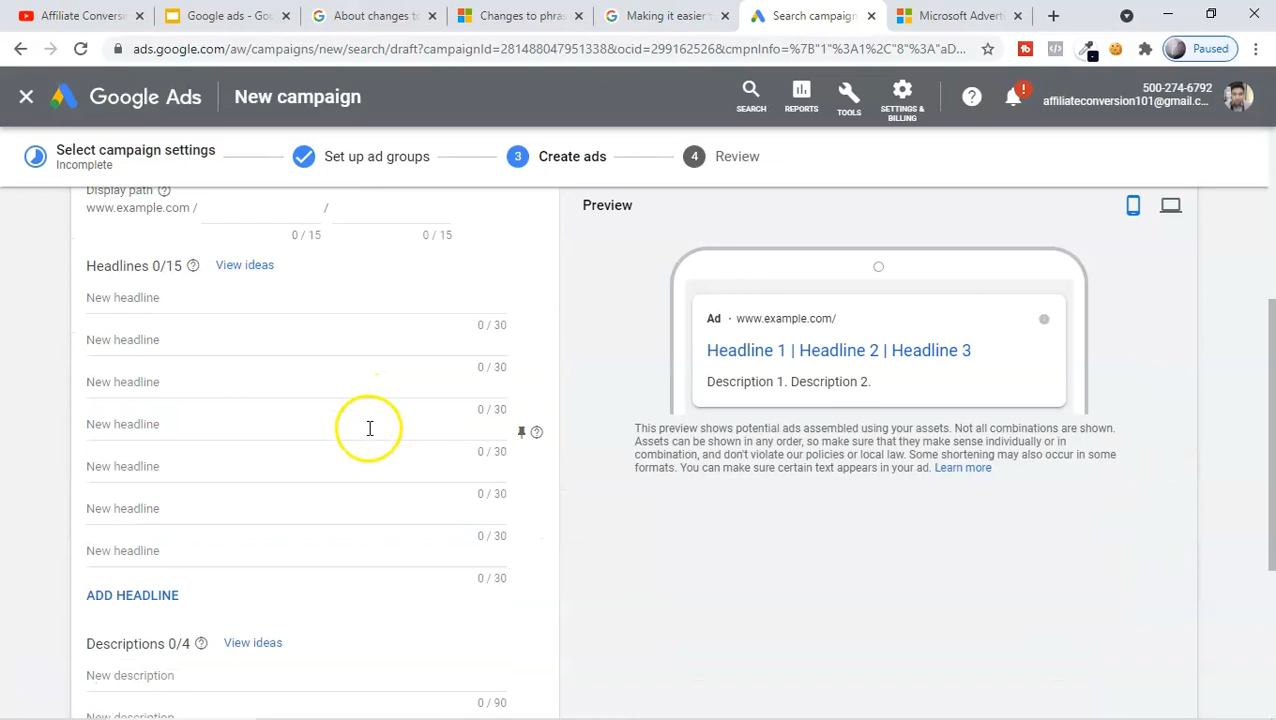 Affiliate Conversi
Google ads - Goo
About changes to
Changes to phras
Making it easier
Search campaign
Microsoft Advert
ads.google.com/aw/campaigns/new/search/draft?campaignId=281488047951338&ocid=299162526&cmpnInfo=%7B"1"%3A1%2C"8"%3A"aD...
Paused
Google Ads
New campaign
SEARCH
REPORTS
TOOLS
SETTINGS &
BILLING
500-274-6792
affiliateconversion101@gmail.c...
Select campaign settings
Incomplete
Set up ad groups
3
Create ads
4
Review
Display path
www.example.com /
/
0 / 15
0 / 15
Headlines 0/15
View ideas
New headline
0 / 30
New headline
0 / 30
New headline
0 / 30
New headline
0 / 30
New headline
0 / 30
New headline
0 / 30
New headline
0 / 30
ADD HEADLINE
Descriptions 0/4
View ideas
New description
0 / 90
New description
Preview
Ad · www.example.com/
Headline 1 | Headline 2 | Headline 3
Description 1. Description 2.
This preview shows potential ads assembled using your assets. Not all combinations are shown.
Assets can be shown in any order, so make sure that they make sense individually or in
combination, and don't violate our policies or local law. Some shortening may also occur in some
formats. You can make sure certain text appears in your ad. Learn more